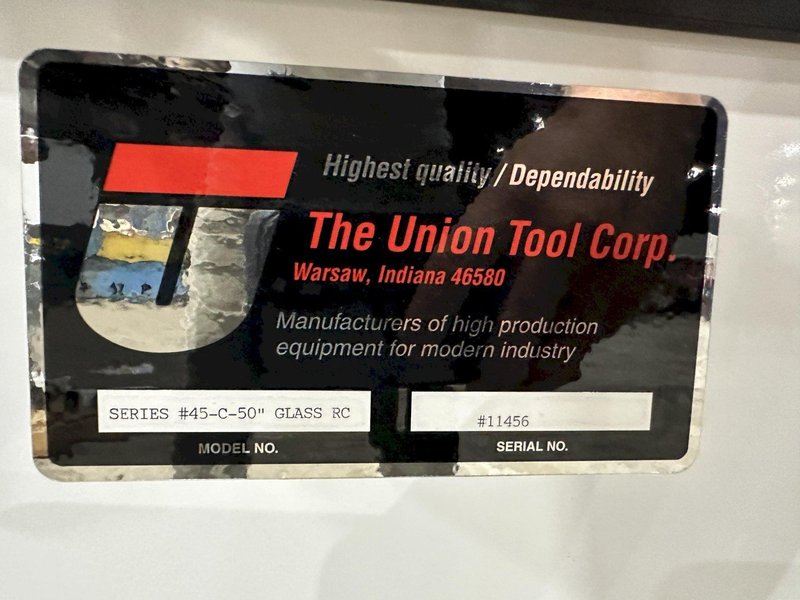 Highest quality / Dependability
The Union Tool Corp.
Warsaw, Indiana 46580
Manufacturers of high production
equipment for modern industry
SERIES #45-C-50" GLASS RC
#11456
MODEL NO.
SERIAL NO.